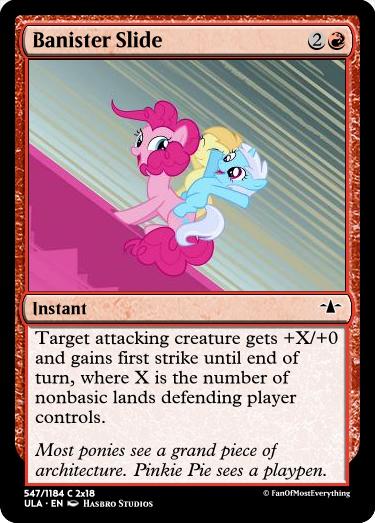 Banister Slide 2
Instant
Target attacking creature gets +X/+0
and gains first strike until end of
turn, where X is the number of
nonbasic lands defending player
controls.
Most ponies see a grand piece of
architecture. Pinkie Pie sees a playpen.
547/1184 C 2x18
ULA • EN Hasbro Studios
© FanOfMostEverything